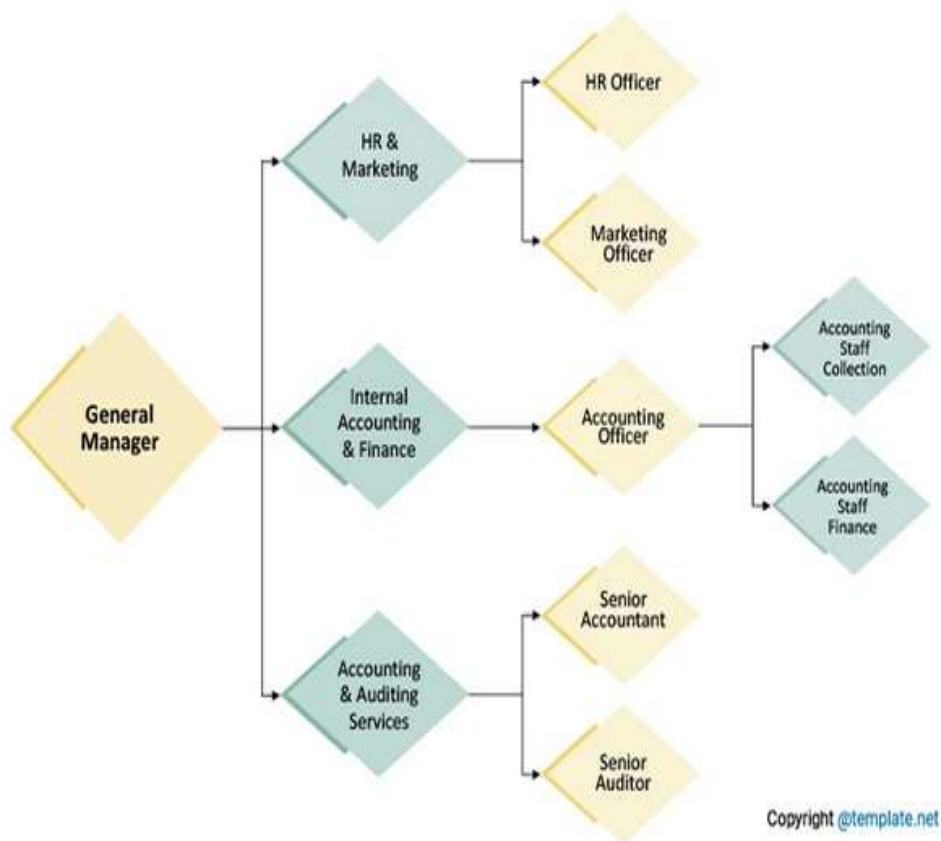 HR Officer
HR &
Marketing
Marketing
Officer
General
Manager
Internal
Accounting
& Finance
Accounting
Officer
Accounting
Staff
Collection
Accounting
Staff
Finance
Accounting
& Auditing
Services
Senior
Accountant
Senior
Auditor
Copyright @template.net